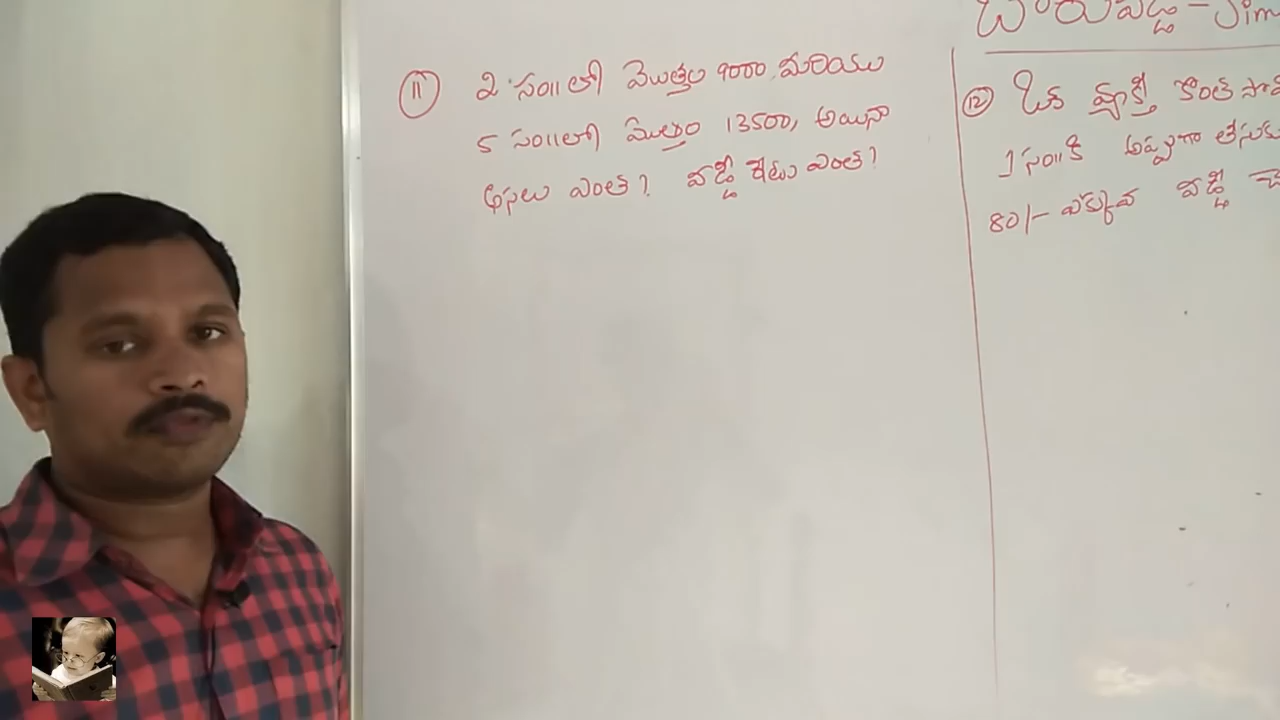 బారువడ్డీ - Sim
11 2 సం॥లో మొత్తం 9000, మరియు
5 సం॥లో మొత్తం 13500, అయినా
అసలు ఎంత? వడ్డీ రేటు ఎంత?
12 ఒక వ్యక్తి కొంత
1 సం॥కి అప్పుగా తీసుకు
80/- ఎక్కువ వడ్డీ